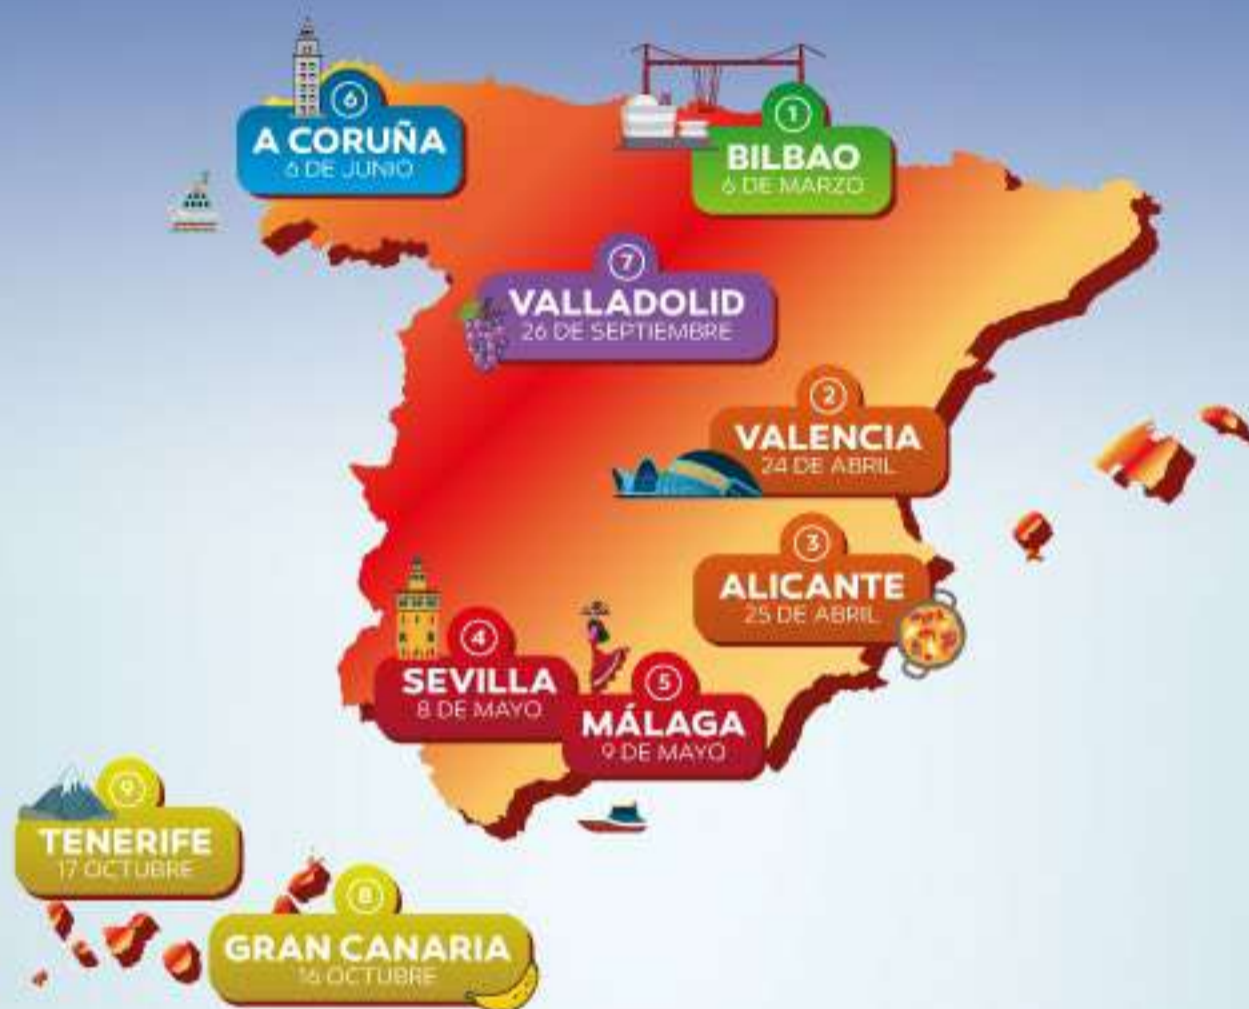 6
A CORUÑA
6 DE JUNIO
1
BILBAO
6 DE MARZO
7
VALLADOLID
26 DE SEPTIEMBRE
2
VALENCIA
24 DE ABRIL
3
ALICANTE
25 DE ABRIL
4
SEVILLA
8 DE MAYO
5
MÁLAGA
9 DE MAYO
9
TENERIFE
17 OCTUBRE
8
GRAN CANARIA
16 OCTUBRE